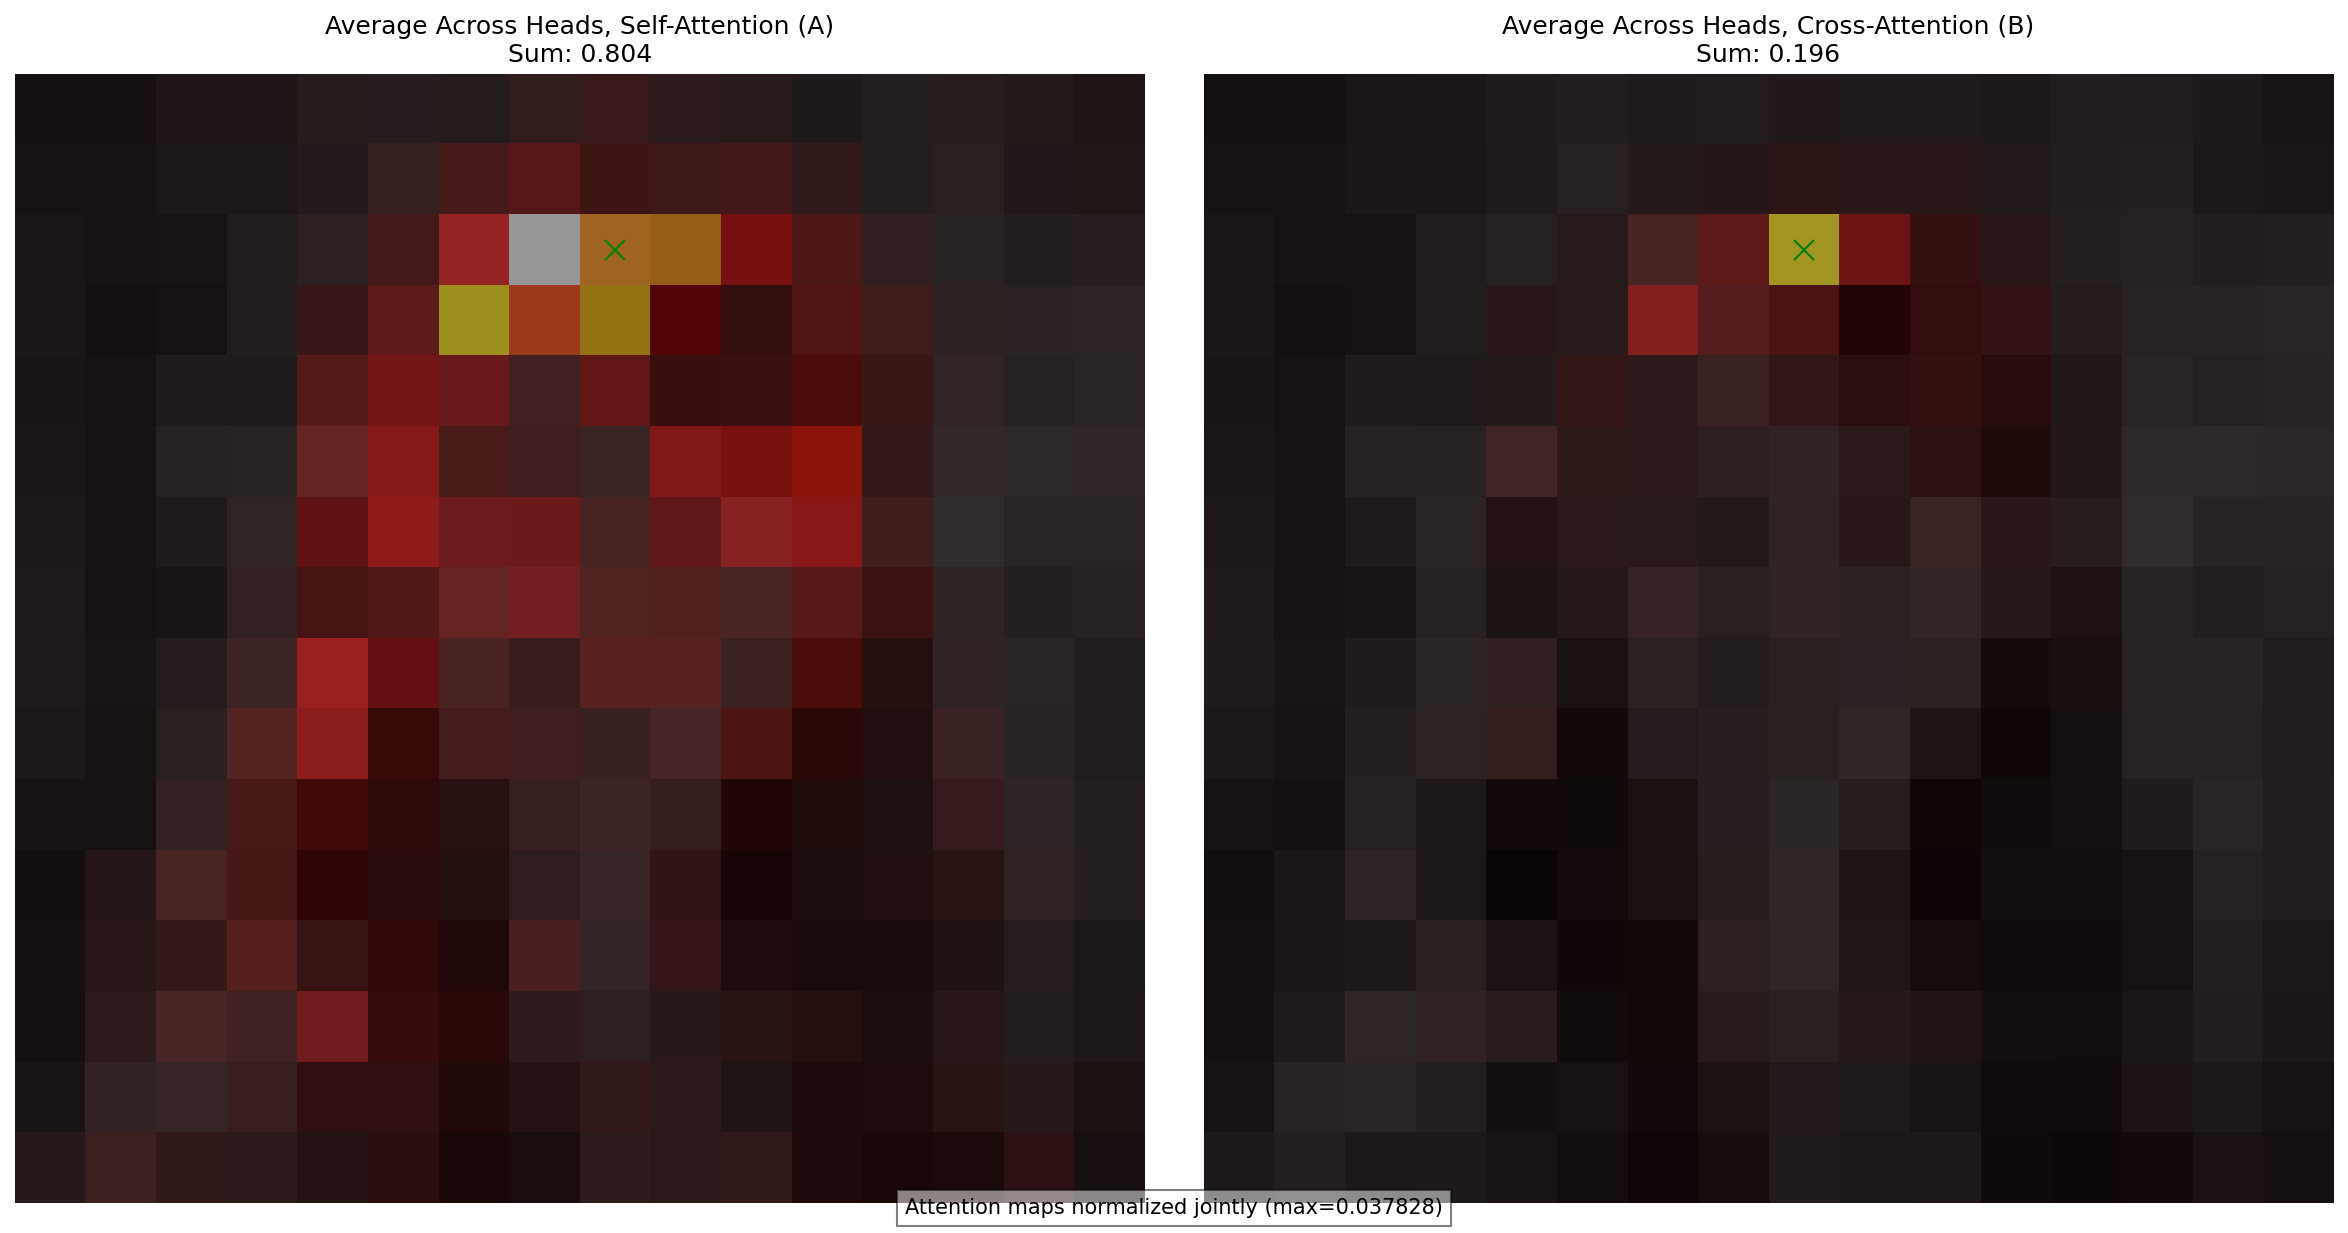 Average Across Heads, Self-Attention (A)
Sum: 0.804
Average Across Heads, Cross-Attention (B)
Sum: 0.196
Attention maps normalized jointly (max=0.037828)